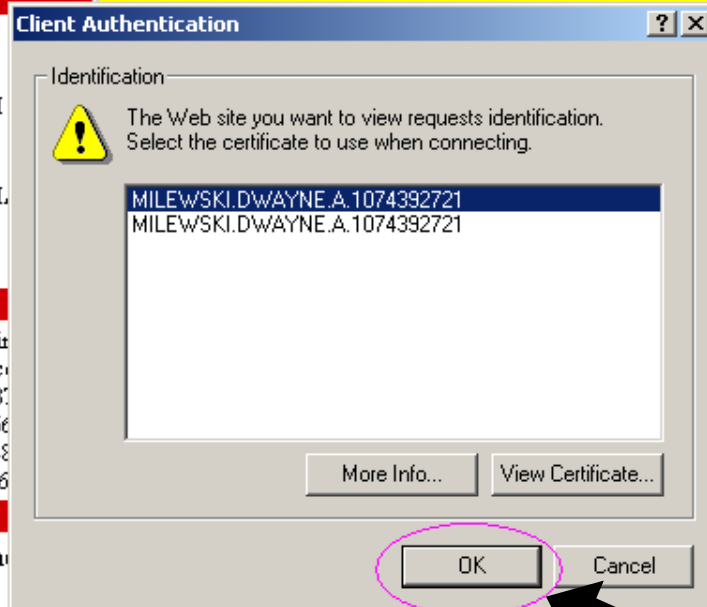 Client Authentication
Identification
The Web site you want to view requests identification.
Select the certificate to use when connecting.
MILEWSKI.DWAYNE.A.1074392721
MILEWSKI.DWAYNE.A.1074392721
More Info...
View Certificate...
OK
Cancel